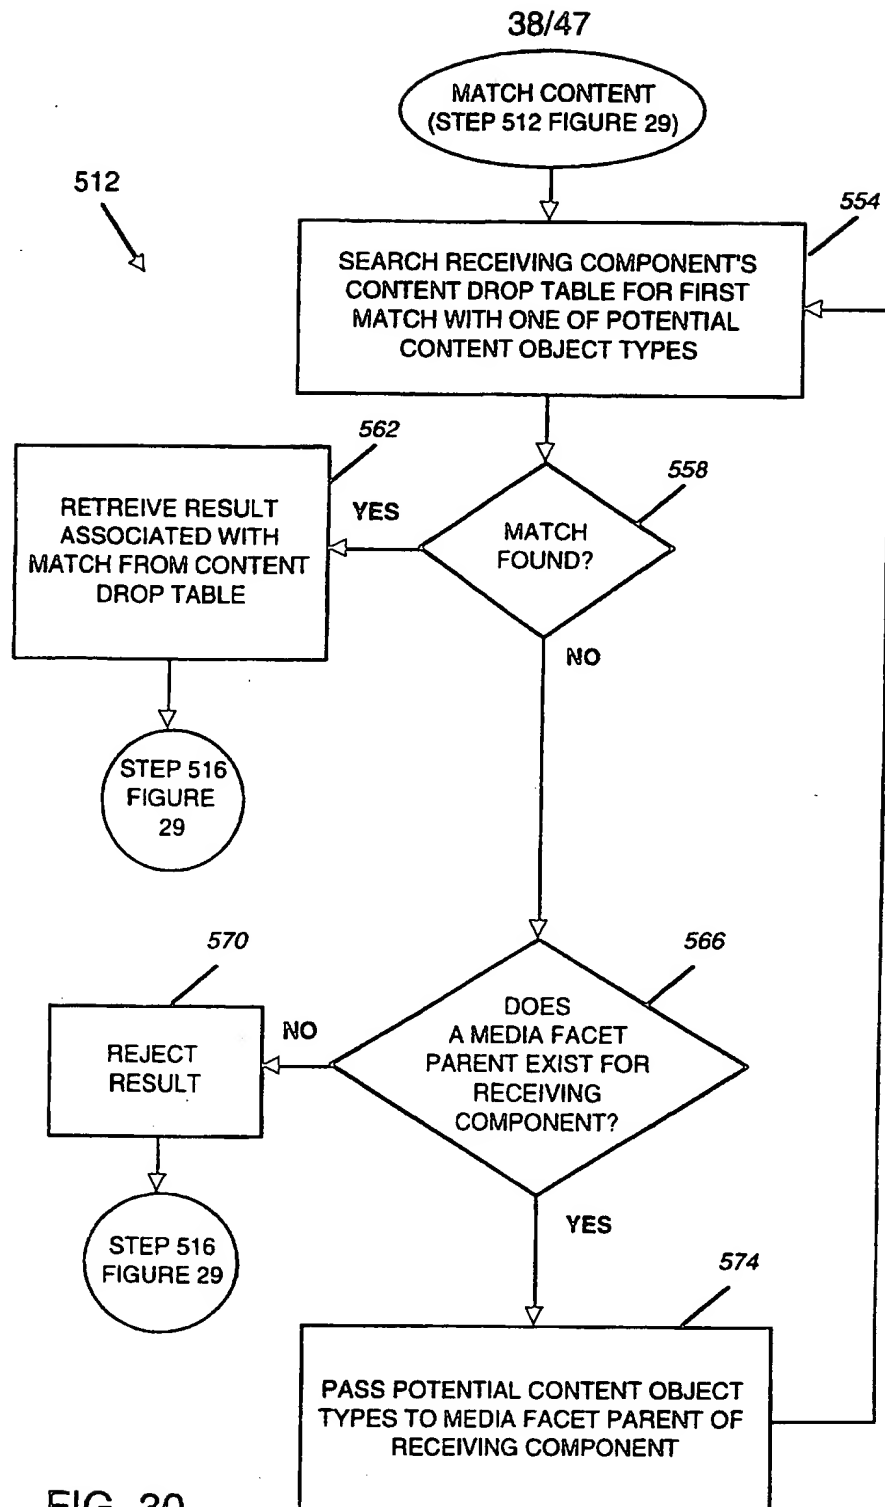 38/47
MATCH CONTENT
(STEP 512 FIGURE 29)
512
554
SEARCH RECEIVING COMPONENT'S
CONTENT DROP TABLE FOR FIRST
MATCH WITH ONE OF POTENTIAL
CONTENT OBJECT TYPES
562
558
RETREIVE RESULT
ASSOCIATED WITH
MATCH FROM CONTENT
DROP TABLE
YES
MATCH
FOUND?
NO
STEP 516
FIGURE
29
570
566
REJECT
RESULT
NO
DOES
A MEDIA FACET
PARENT EXIST FOR
RECEIVING
COMPONENT?
STEP 516
FIGURE 29
YES
574
PASS POTENTIAL CONTENT OBJECT
TYPES TO MEDIA FACET PARENT OF
RECEIVING COMPONENT
FIG. 30